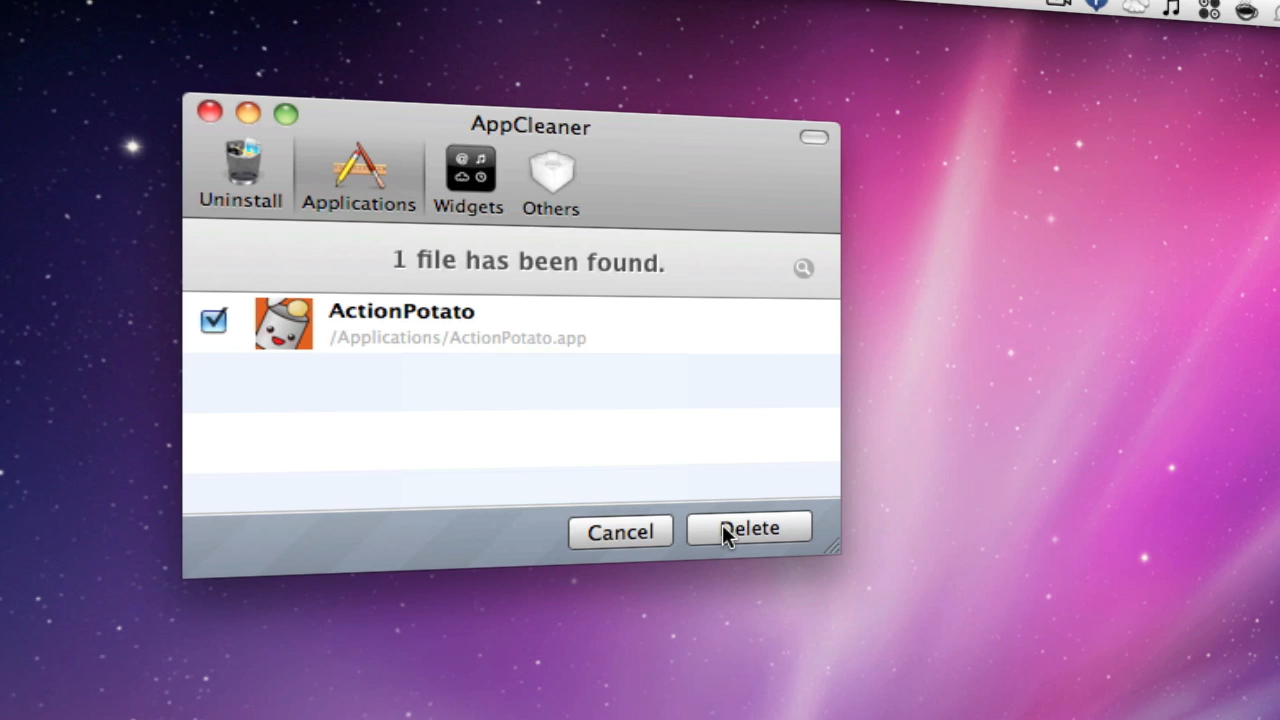 AppCleaner
Uninstall
Applications
Widgets
Others
1 file has been found.
ActionPotato
/Applications/ActionPotato.app
Cancel
Delete